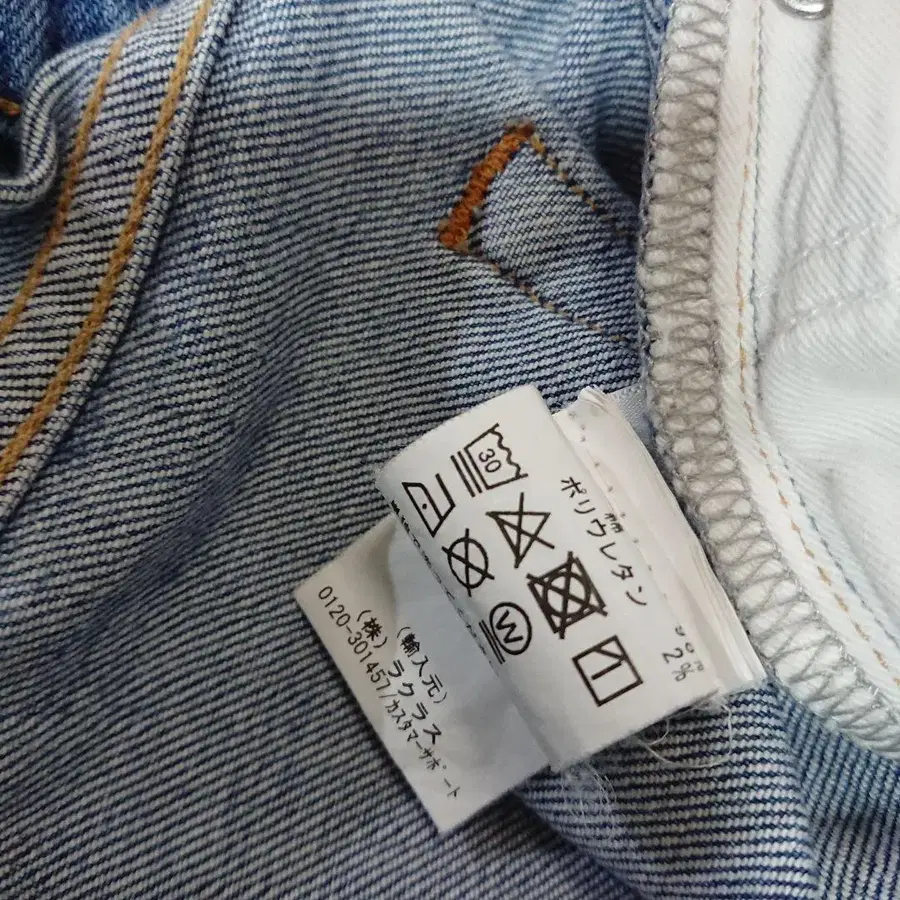 30
綿
ポリウレタン
2%
W
(輸入元)
(株)ラクラス
0120-301457/カスタマーサポート